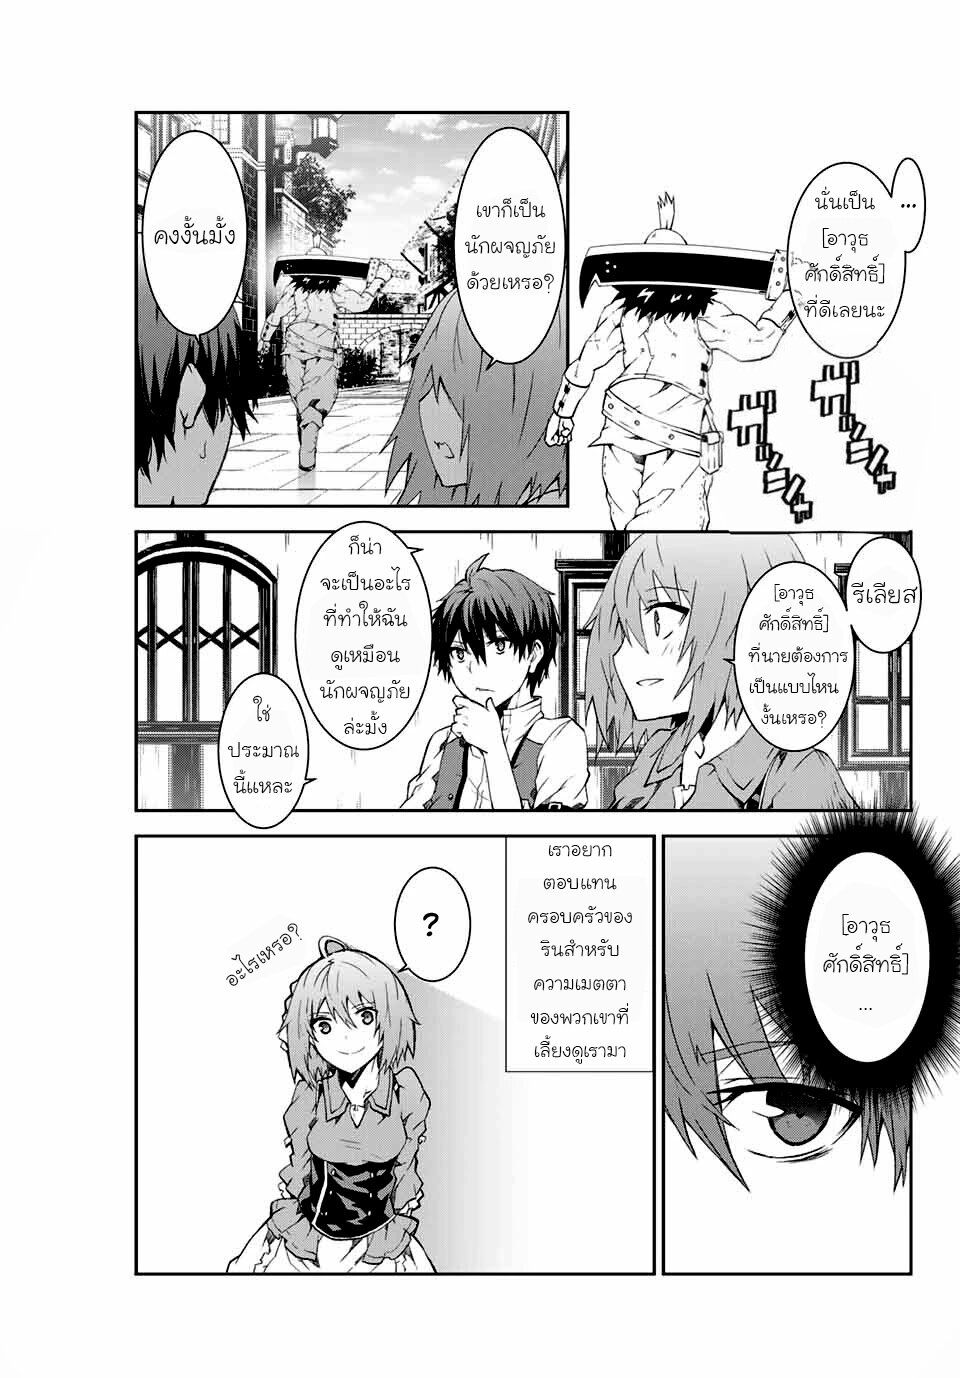 ...
นั่นเป็น
[อาวุธ
ศักดิ์สิทธิ์]
ที่ดีเลยนะ
เขาก็เป็น
นักผจญภัย
ด้วยเหรอ?
คงงั้นมั้ง
รีเลียส
[อาวุธ
ศักดิ์สิทธิ์]
ที่นายต้องการ
เป็นแบบไหน
งั้นเหรอ?
ก็น่า
จะเป็นอะไร
ที่ทำให้ฉัน
ดูเหมือน
นักผจญภัย
ล่ะมั้ง
ใช่
ประมาณ
นี้แหละ
[อาวุธ
ศักดิ์สิทธิ์]
...
เราอยาก
ตอบแทน
ครอบครัวของ
รินสำหรับ
ความเมตตา
ของพวกเขาที่
เลี้ยงดูเรามา
?
อะไรเหรอ?